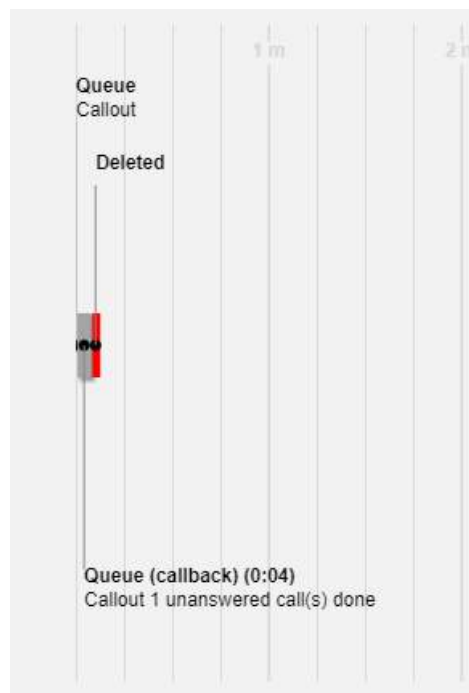 1 m
2 m
Queue
Callout
Deleted
Queue (callback) (0:04)
Callout 1 unanswered call(s) done